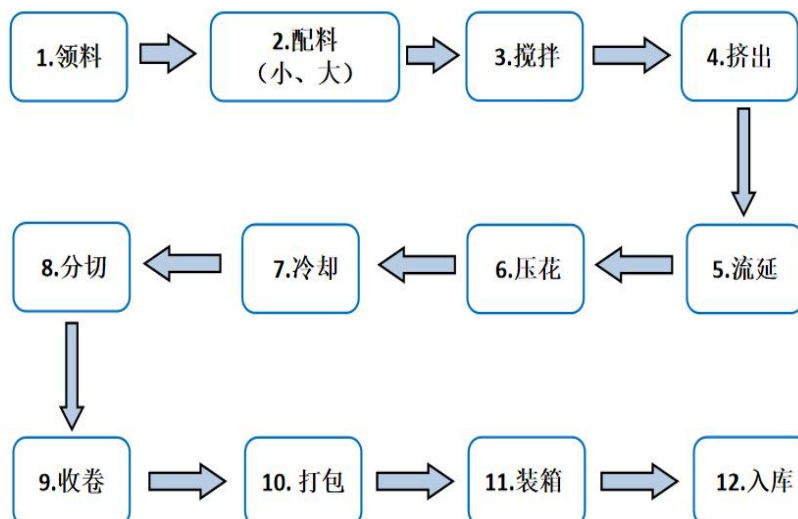 1.领料
2.配料
（小、大）
3.搅拌
4.挤出
5.流延
6.压花
7.冷却
8.分切
9.收卷
10. 打包
11.装箱
12.入库